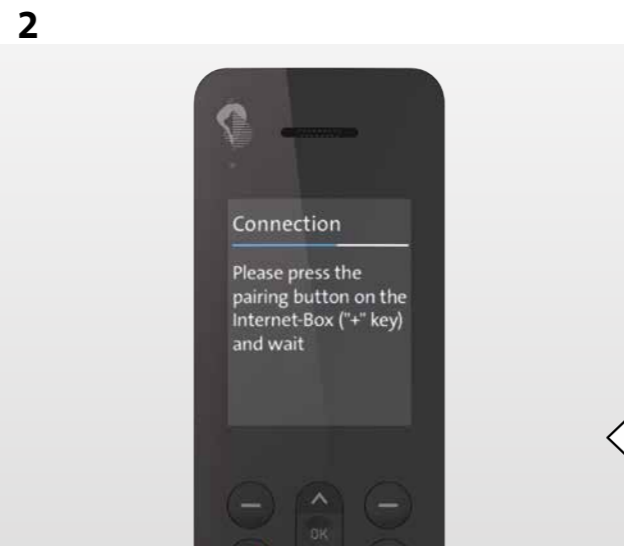 2
Connection
Please press the
pairing button on the
Internet-Box ("+" key)
and wait
OK